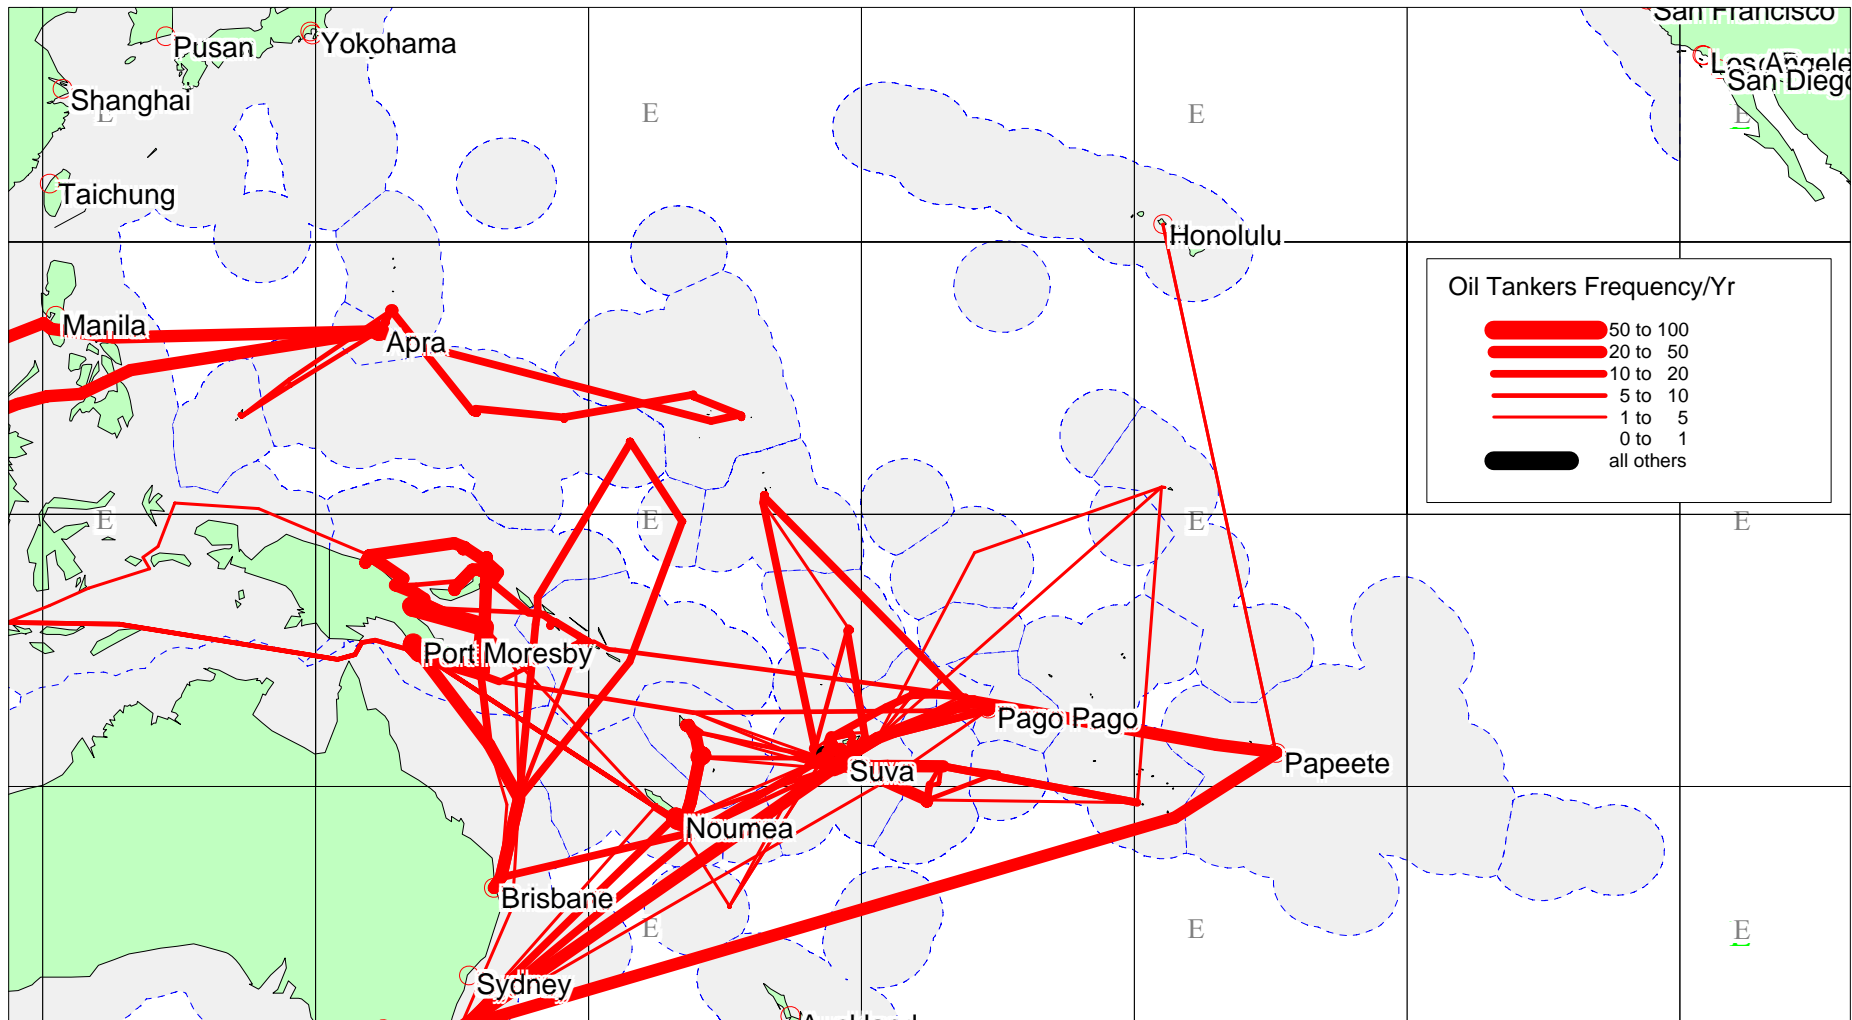 San Francisco
Pusan
Yokohama
Los Angele
San Diego
Shanghai
E
E
E
E
Taichung
Honolulu
Oil Tankers Frequency/Yr
50 to 100
20 to 50
10 to 20
5 to 10
1 to 5
0 to 1
all others
Manila
Apra
E
E
E
E
Port Moresby
Pago Pago
Suva
Papeete
Noumea
Brisbane
E
E
E
Sydney
Auckland